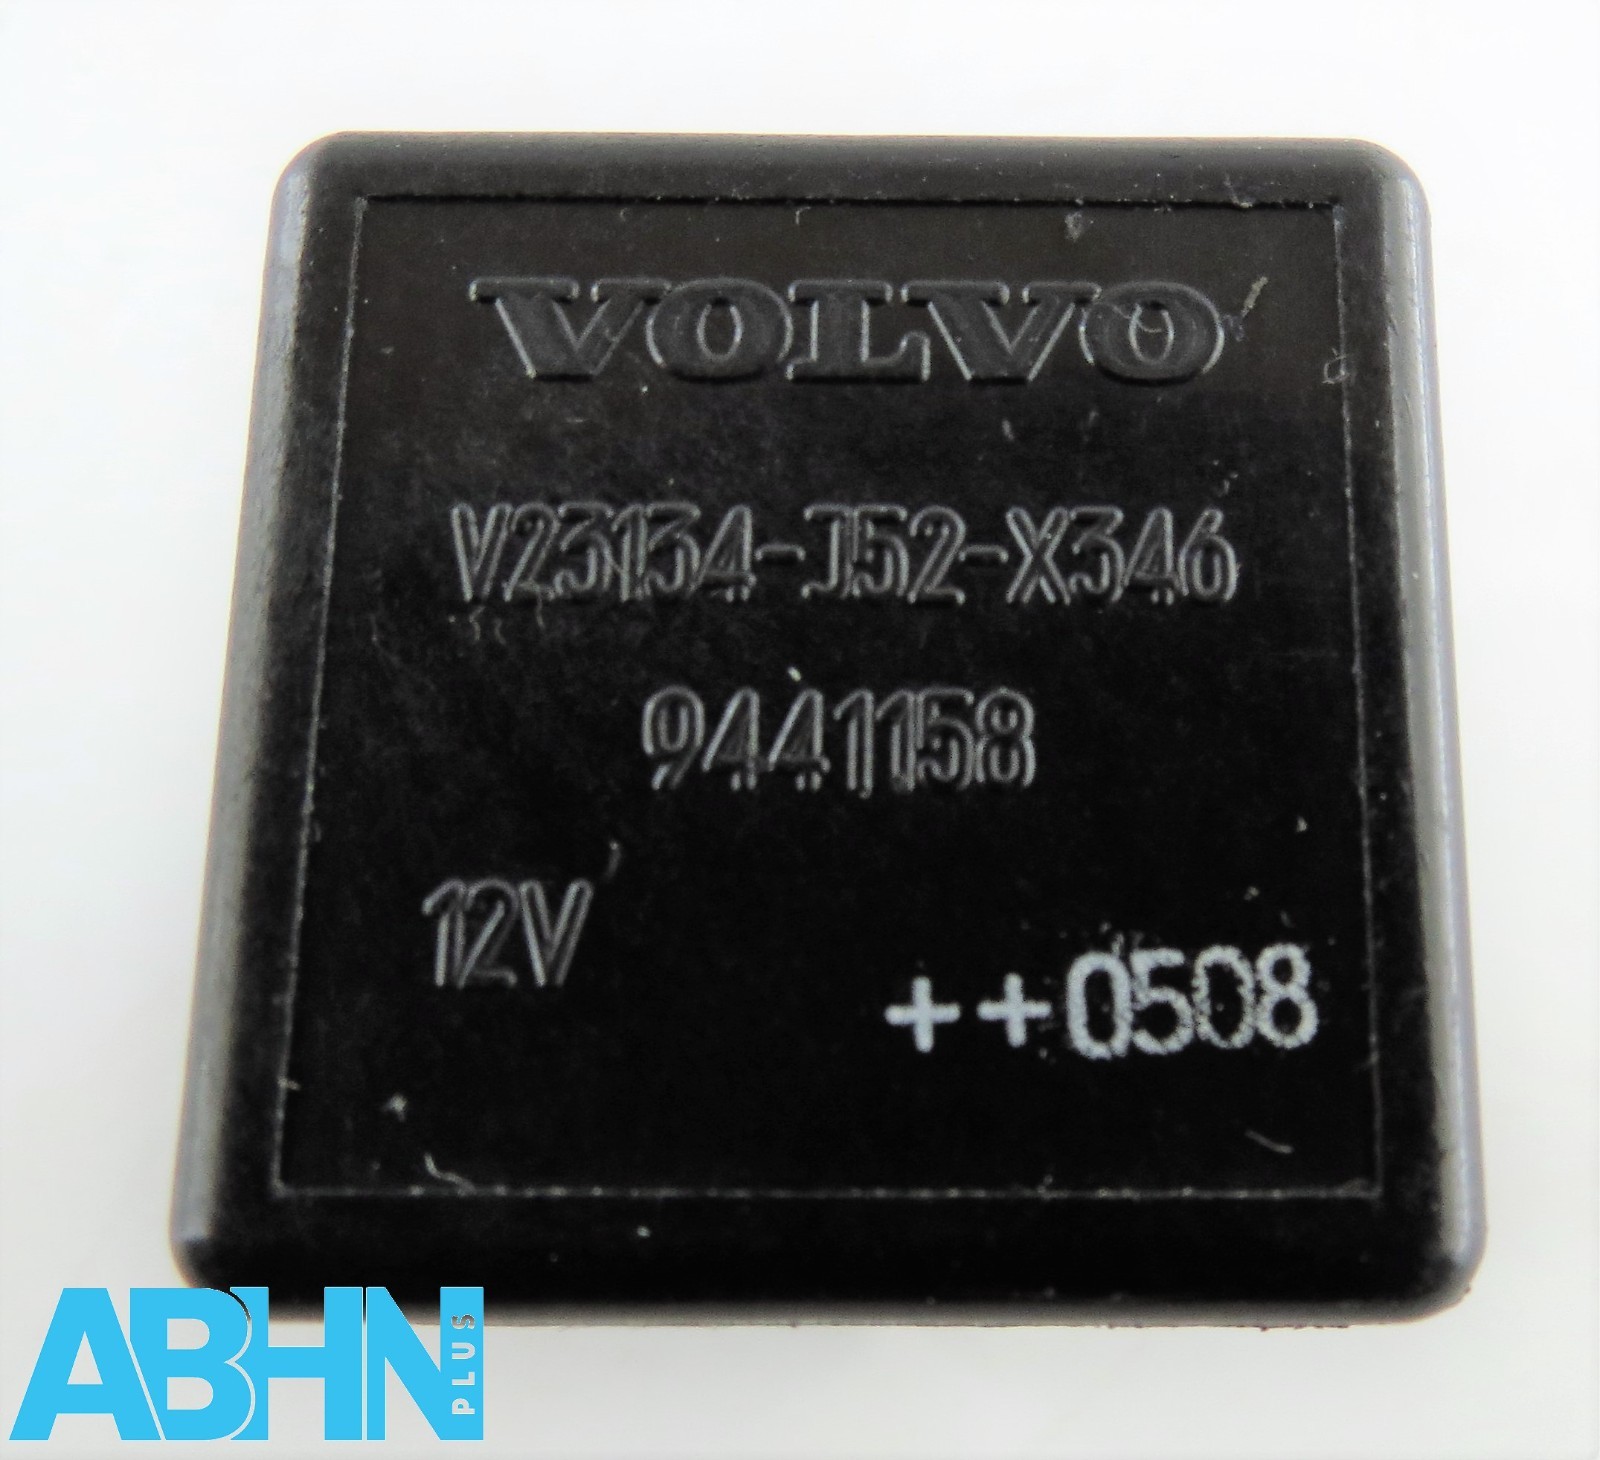 VOLVO
V23134-J52-X346
9441158
12V
++0508
ABHN
PLUS